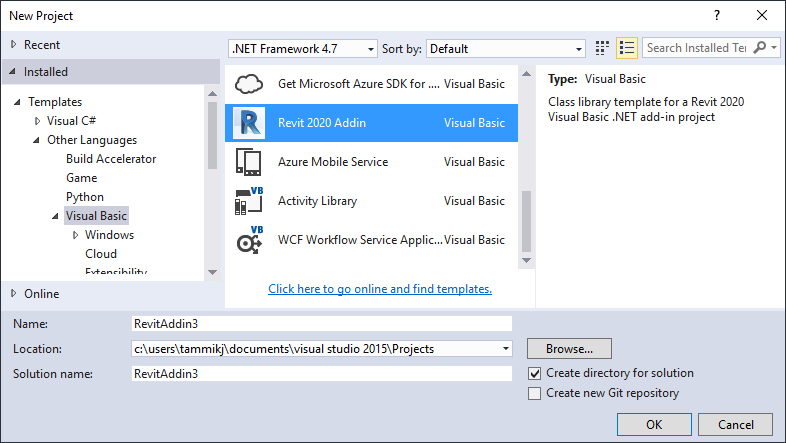 New Project
Recent
.NET Framework 4.7 Sort by: Default Search Installed Te
Installed
Templates
Visual C#
Other Languages
Build Accelerator
Game
Python
Visual Basic
Windows
Cloud
Extensibility
Online
Get Microsoft Azure SDK for .... Visual Basic
Revit 2020 Addin Visual Basic
Azure Mobile Service Visual Basic
VB
Activity Library Visual Basic
VB
WCF Workflow Service Applic... Visual Basic
Click here to go online and find templates.
Type: Visual Basic
Class library template for a Revit 2020
Visual Basic .NET add-in project
Name: RevitAddin3
Location: c:\users\tammikj\documents\visual studio 2015\Projects
Browse...
Solution name: RevitAddin3
Create directory for solution
Create new Git repository
OK Cancel